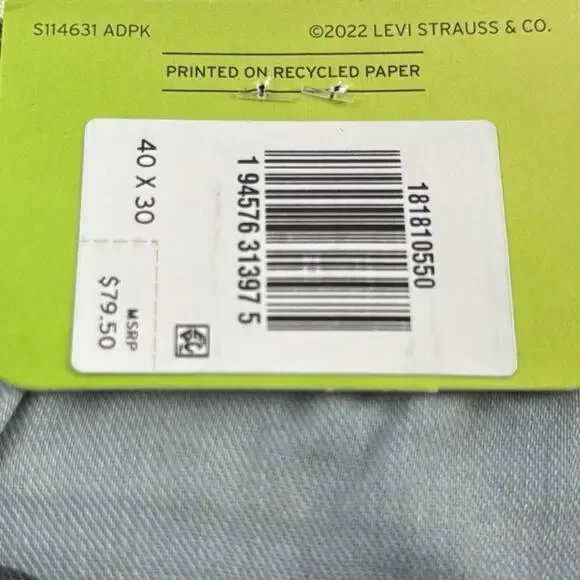 S114631 ADPK
©2022 LEVI STRAUSS & CO.
PRINTED ON RECYCLED PAPER
181810550
1 94576 31397 5
40 X 30
MSRP
$79.50